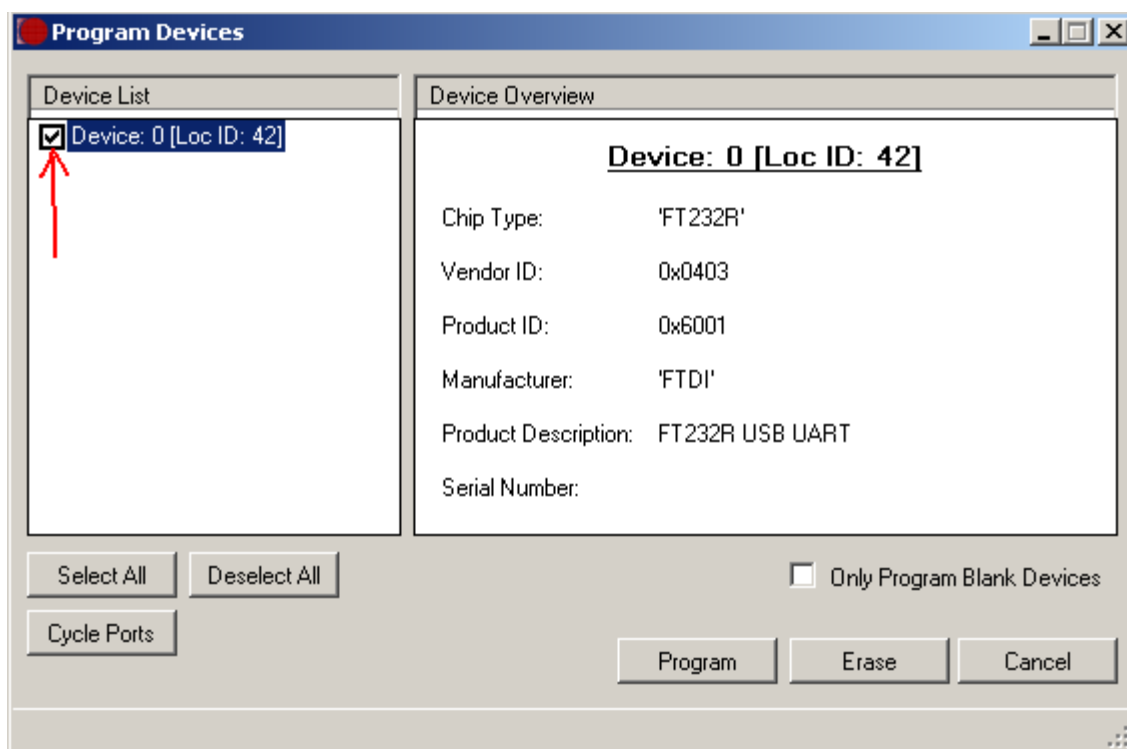 Program Devices
Device List
Device: 0 [Loc ID: 42]
Device Overview
Device: 0 [Loc ID: 42]
Chip Type: 'FT232R'
Vendor ID: 0x0403
Product ID: 0x6001
Manufacturer: 'FTDI'
Product Description: FT232R USB UART
Serial Number:
Select All
Deselect All
Only Program Blank Devices
Cycle Ports
Program
Erase
Cancel